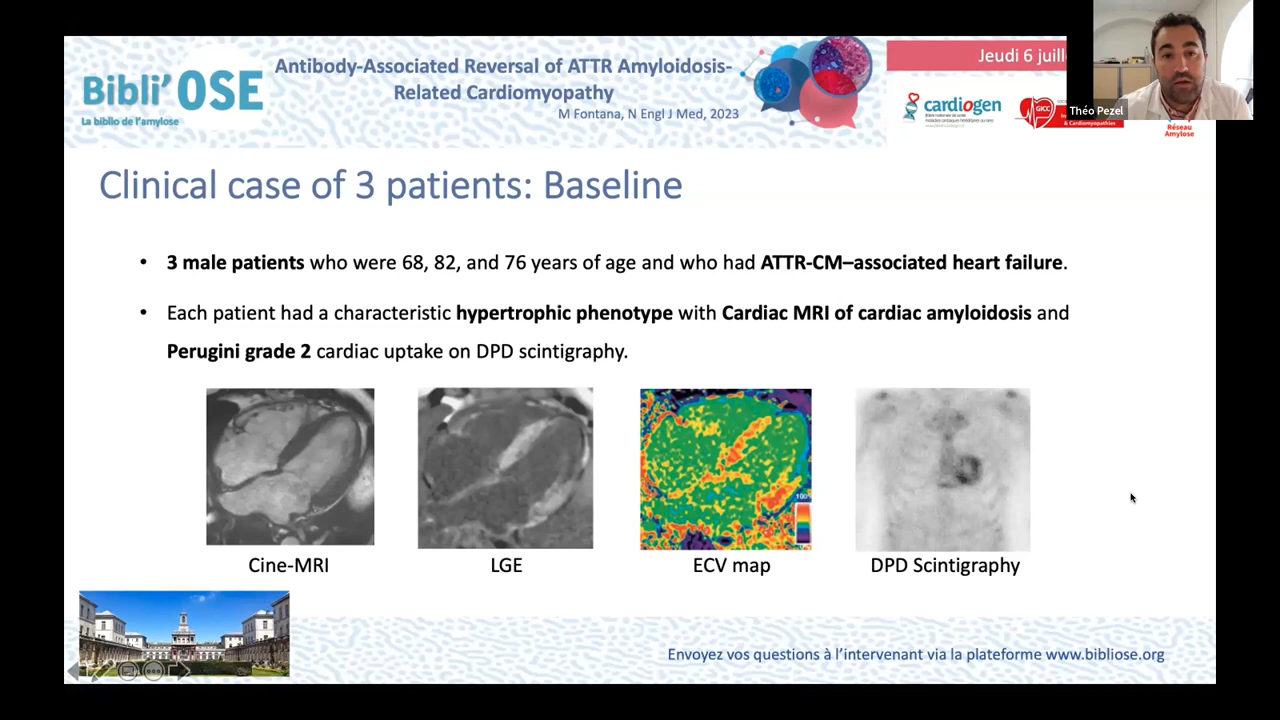 Bibli'OSE
La biblio de l'amylose
Antibody-Associated Reversal of ATTR Amyloidosis-
Related Cardiomyopathy
M Fontana, N Engl J Med, 2023
Jeudi 6 juill
cardiogen
GICC
& Cardiomyopathies
Réseau
Amylose
Théo Pezel
Clinical case of 3 patients: Baseline
• 3 male patients who were 68, 82, and 76 years of age and who had ATTR-CM–associated heart failure.
• Each patient had a characteristic hypertrophic phenotype with Cardiac MRI of cardiac amyloidosis and
Perugini grade 2 cardiac uptake on DPD scintigraphy.
100%
Cine-MRI
LGE
ECV map
DPD Scintigraphy
Envoyez vos questions à l'intervenant via la plateforme www.bibliose.org